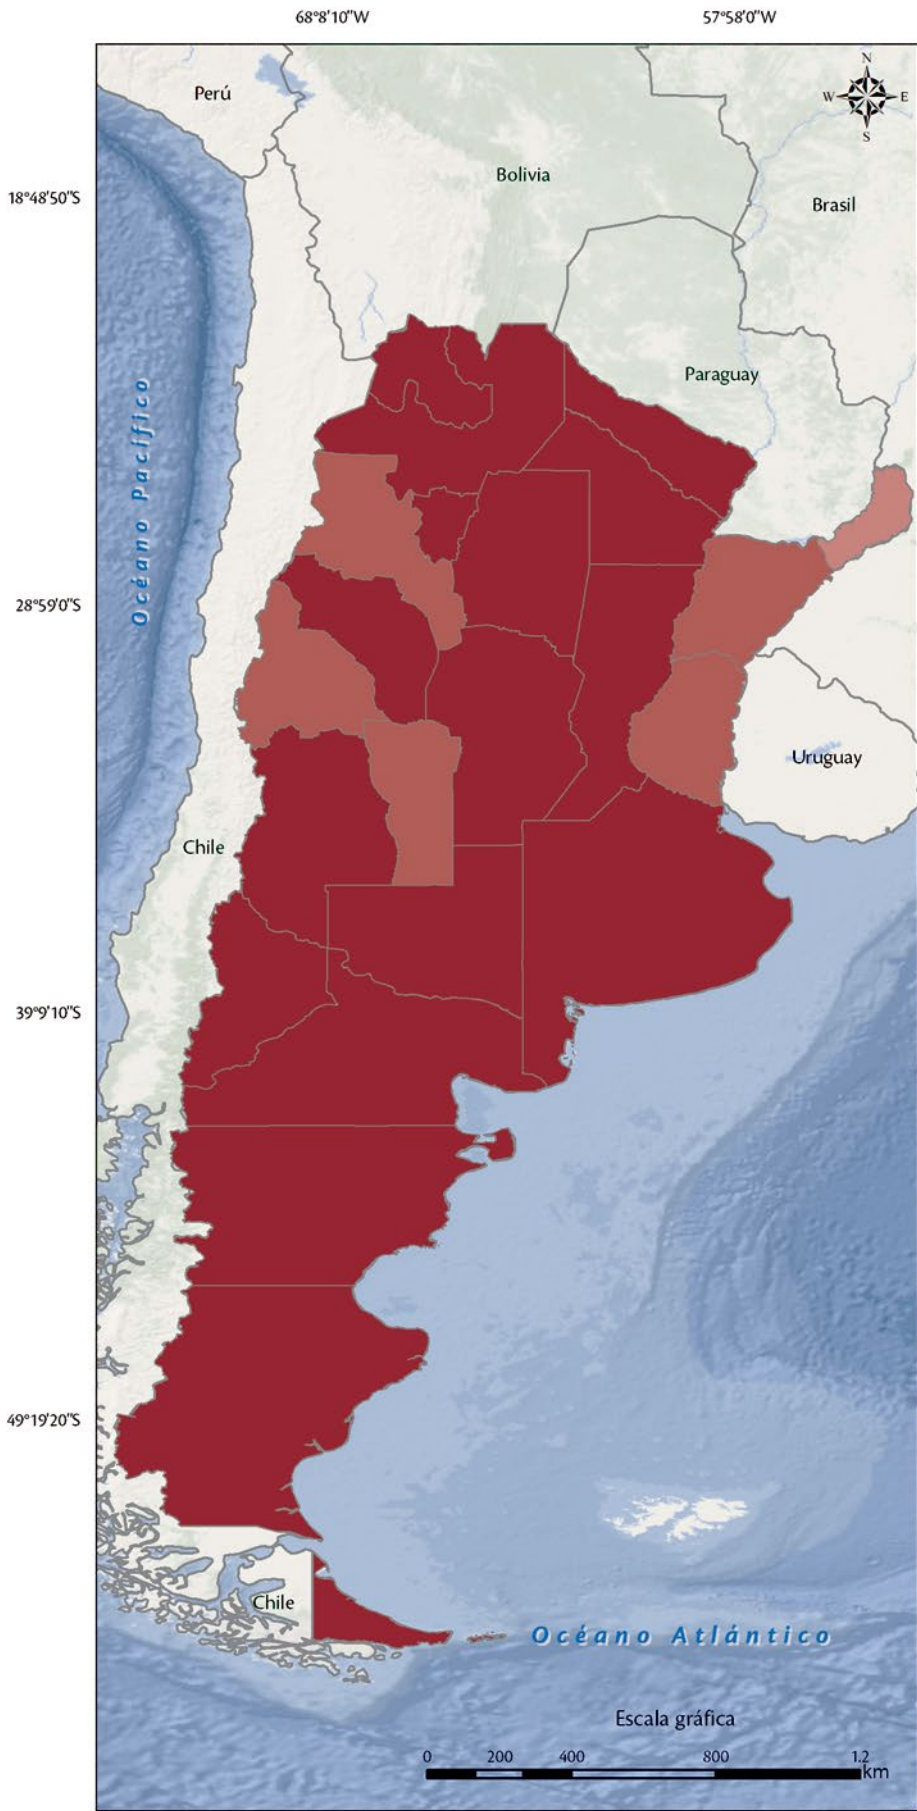 68°8'10"W
57°58'0"W
N
W
E
S
Perú
Bolivia
18°48'50"S
Brasil
Paraguay
Océano Pacífico
28°59'0"S
Uruguay
Chile
39°9'10"S
49°19'20"S
Chile
Océano Atlántico
Escala gráfica
0 200 400 800 1.2
km